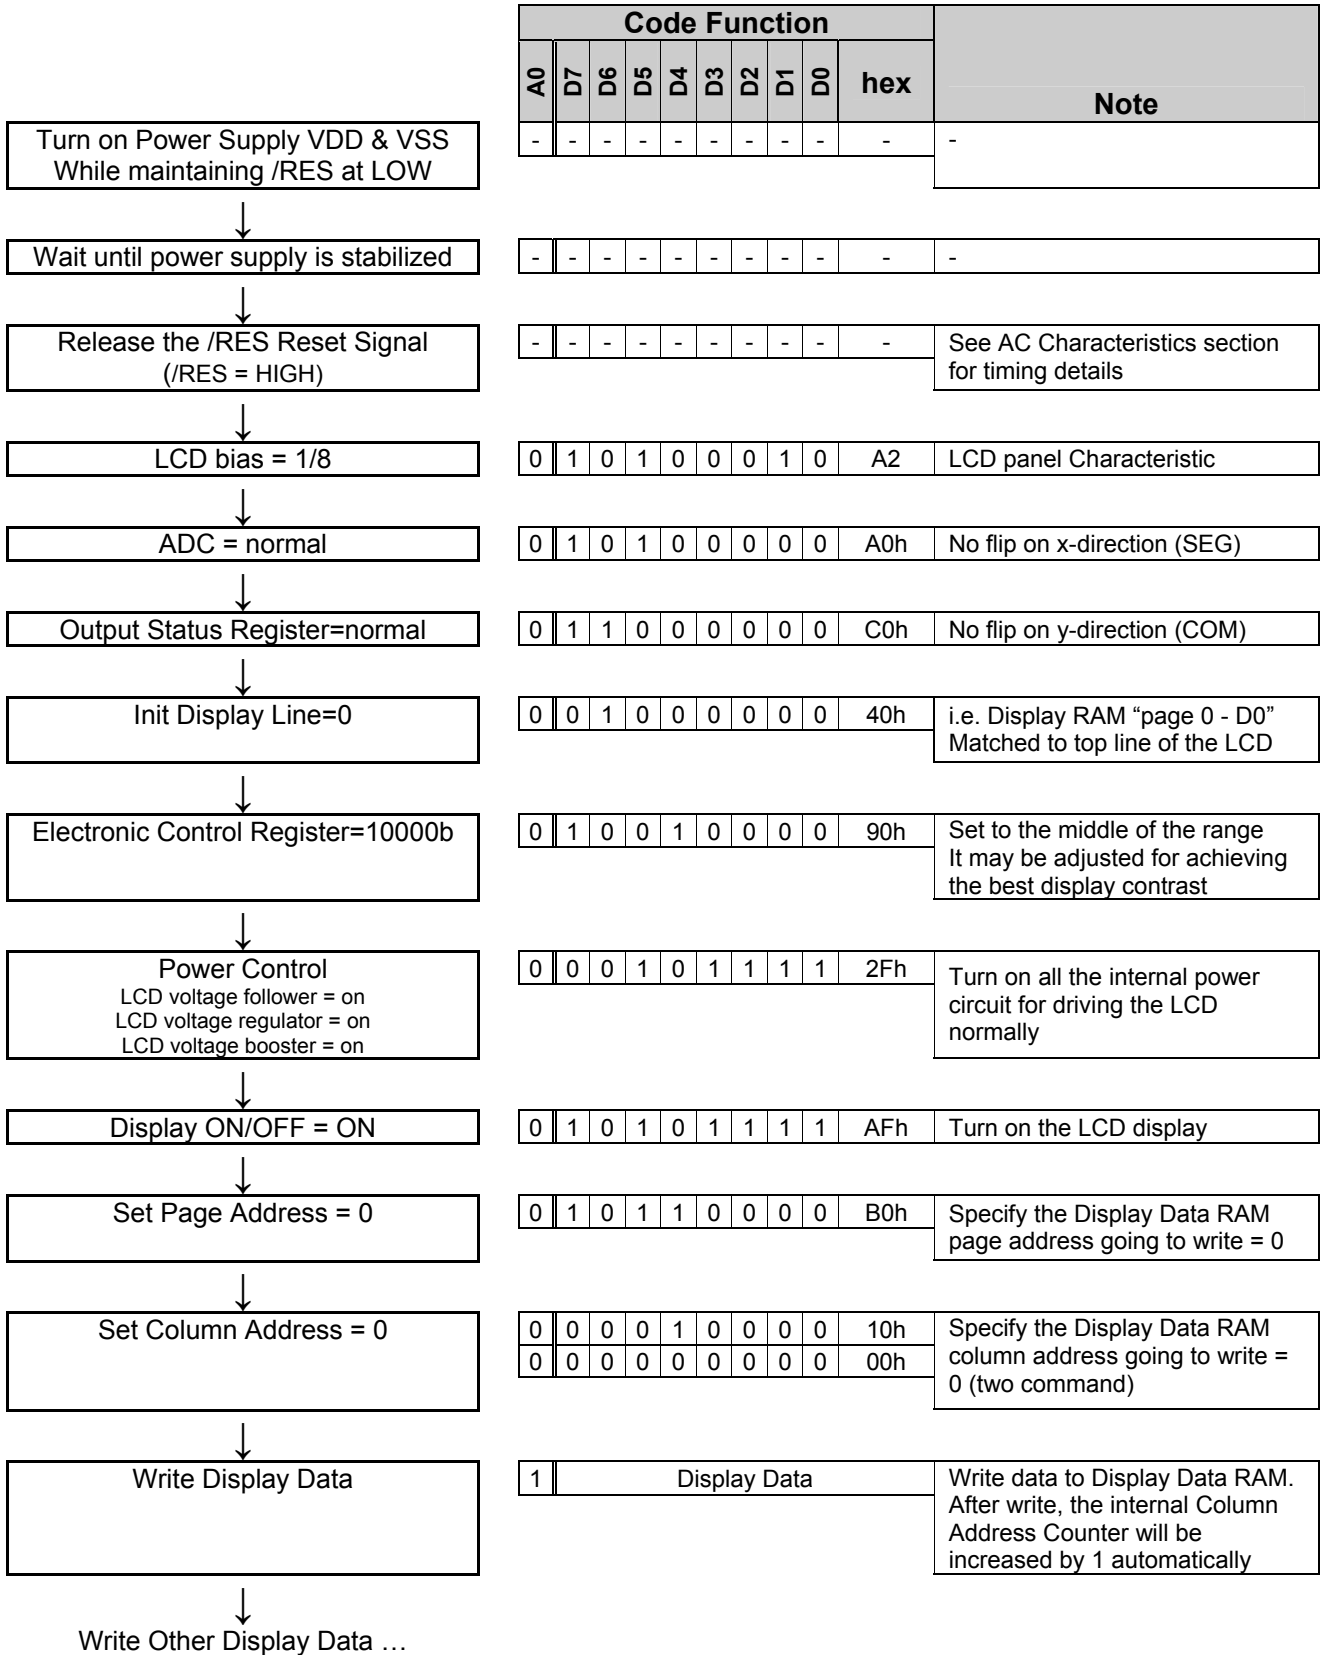 Code Function
A0 D7 D6 D5 D4 D3 D2 D1 D0 hex Note
Turn on Power Supply VDD & VSS
While maintaining /RES at LOW
- - - - - - - - - - -
↓
Wait until power supply is stabilized
- - - - - - - - - - -
↓
Release the /RES Reset Signal
(/RES = HIGH)
- - - - - - - - - -
See AC Characteristics section
for timing details
↓
LCD bias = 1/8
0 1 0 1 0 0 0 1 0 A2 LCD panel Characteristic
↓
ADC = normal
0 1 0 1 0 0 0 0 0 A0h No flip on x-direction (SEG)
↓
Output Status Register=normal
0 1 1 0 0 0 0 0 0 C0h No flip on y-direction (COM)
↓
Init Display Line=0
0 0 1 0 0 0 0 0 0 40h
i.e. Display RAM “page 0 - D0”
Matched to top line of the LCD
↓
Electronic Control Register=10000b
0 1 0 0 1 0 0 0 0 90h
Set to the middle of the range
It may be adjusted for achieving
the best display contrast
↓
Power Control
LCD voltage follower = on
LCD voltage regulator = on
LCD voltage booster = on
0 0 0 1 0 1 1 1 1 2Fh
Turn on all the internal power
circuit for driving the LCD
normally
↓
Display ON/OFF = ON
0 1 0 1 0 1 1 1 1 AFh Turn on the LCD display
↓
Set Page Address = 0
0 1 0 1 1 0 0 0 0 B0h
Specify the Display Data RAM
page address going to write = 0
↓
Set Column Address = 0
0 0 0 0 1 0 0 0 0 10h
0 0 0 0 0 0 0 0 0 00h
Specify the Display Data RAM
column address going to write =
0 (two command)
↓
Write Display Data
1 Display Data
Write data to Display Data RAM.
After write, the internal Column
Address Counter will be
increased by 1 automatically
↓
Write Other Display Data …